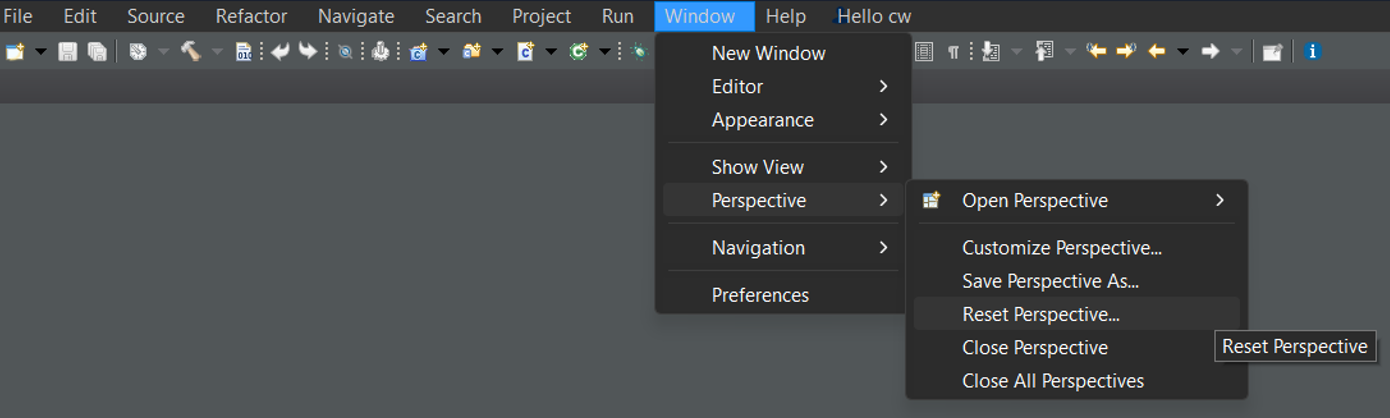 File Edit Source Refactor Navigate Search Project Run Window Help Hello cw
010
¶
New Window
Editor
Appearance
Show View
Perspective
Navigation
Preferences
Open Perspective
Customize Perspective...
Save Perspective As...
Reset Perspective...
Close Perspective
Close All Perspectives
Reset Perspective